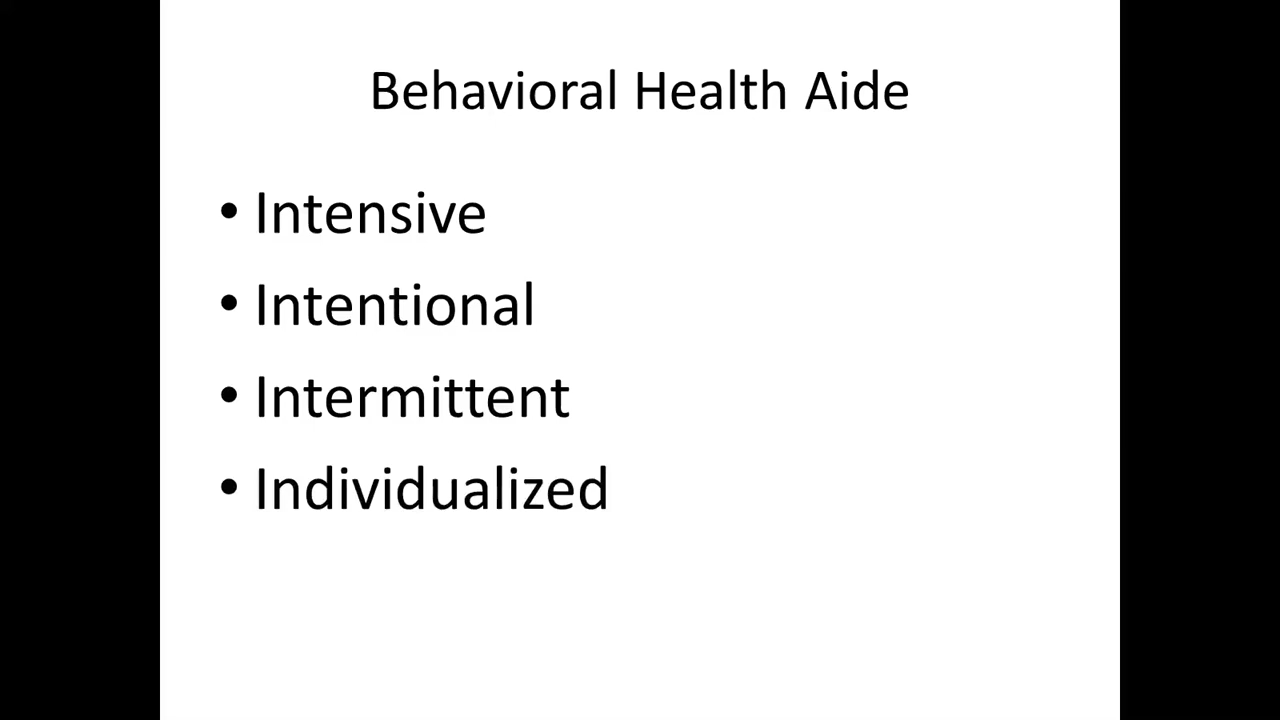 Behavioral Health Aide
• Intensive
• Intentional
• Intermittent
• Individualized